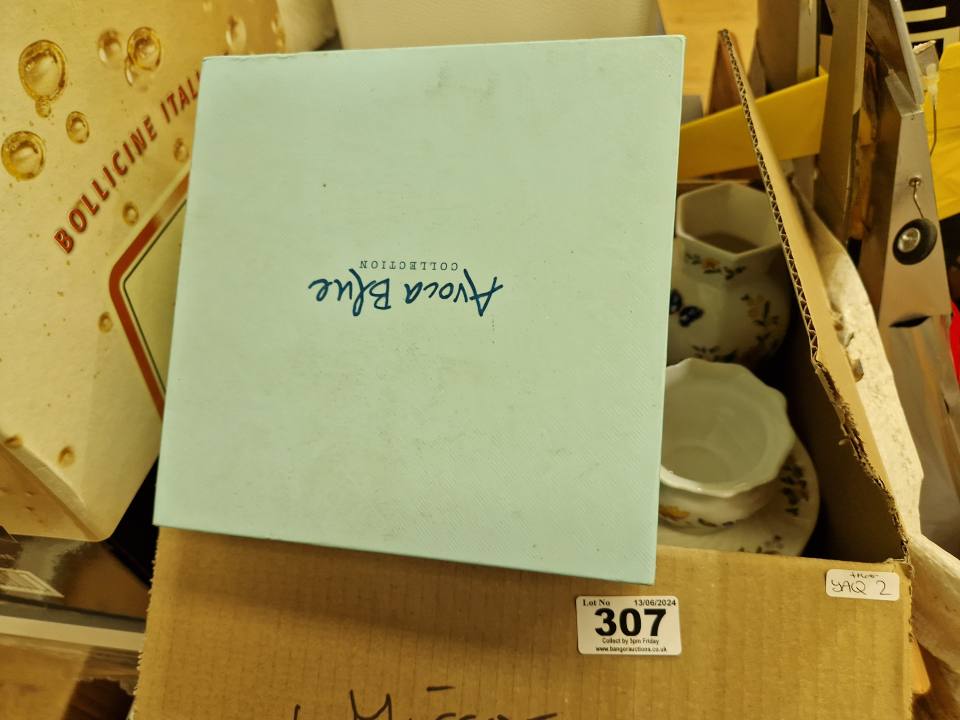 BOLLICINE ITAL
Avoca Blue
COLLECTION
Lot No 13/06/2024
307
Collect by 5pm Friday
www.bangorauctions.co.uk
YAQ 2